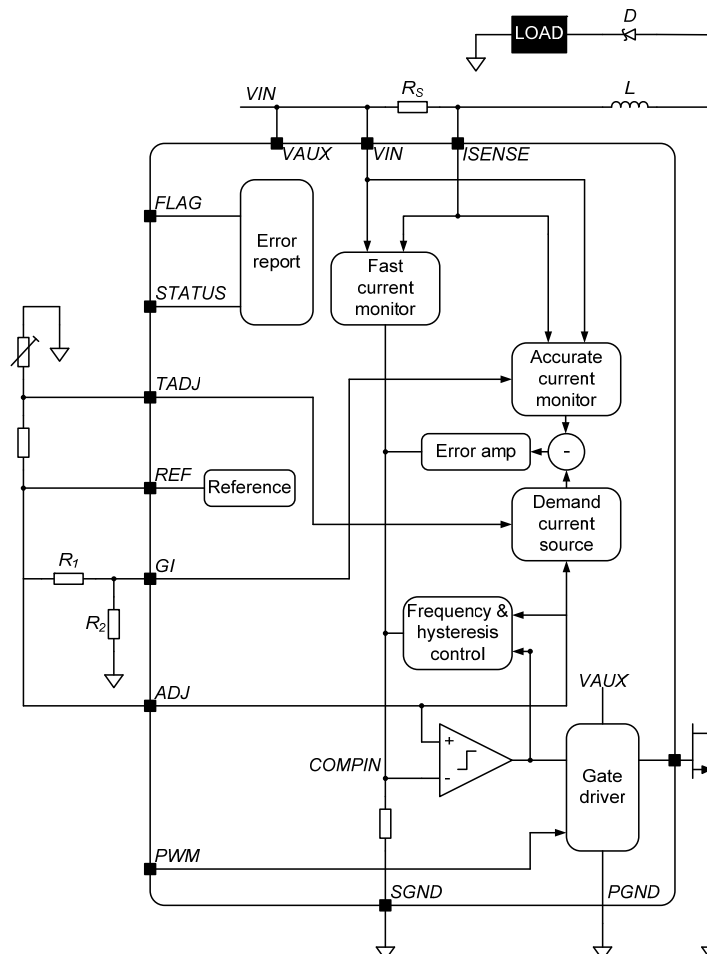 D
LOAD
VIN
RS
L
VAUX
VIN
ISENSE
FLAG
Error
report
Fast
current
monitor
STATUS
Accurate
current
monitor
TADJ
Error amp
-
REF
Reference
Demand
current
source
R1
GI
R2
Frequency &
hysteresis
control
ADJ
VAUX
+
COMPIN
-
Gate
driver
PWM
SGND
PGND